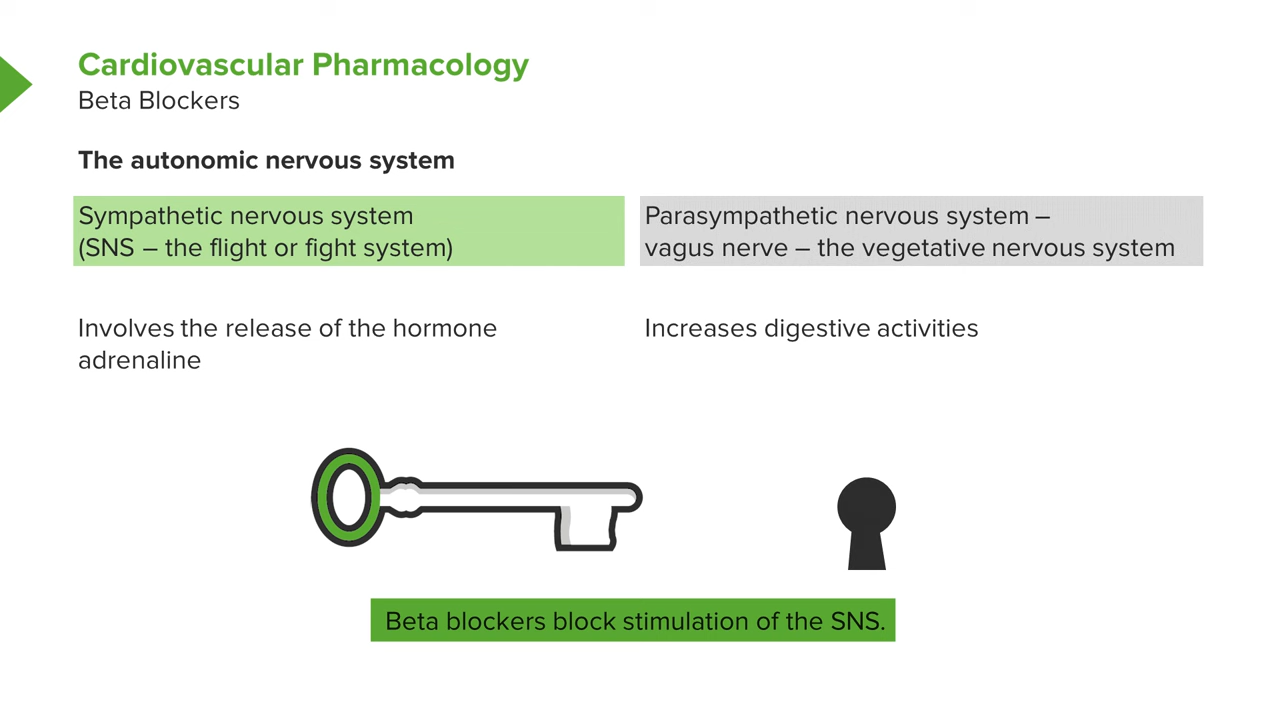 Cardiovascular Pharmacology
Beta Blockers
The autonomic nervous system
Sympathetic nervous system
(SNS – the flight or fight system)
Parasympathetic nervous system –
vagus nerve – the vegetative nervous system
Involves the release of the hormone
adrenaline
Increases digestive activities
Beta blockers block stimulation of the SNS.